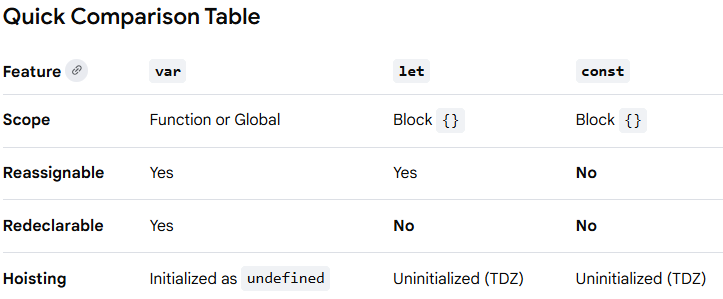 Quick Comparison Table
Feature var let const
Scope Function or Global Block {} Block {}
Reassignable Yes Yes No
Redeclarable Yes No No
Hoisting Initialized as undefined Uninitialized (TDZ) Uninitialized (TDZ)